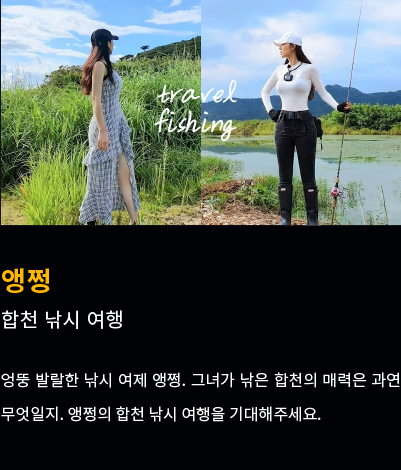 travel
fishing
앵쩡
합천 낚시 여행
엉뚱 발랄한 낚시 여제 앵쩡. 그녀가 낚은 합천의 매력은 과연
무엇일지. 앵쩡의 합천 낚시 여행을 기대해주세요.